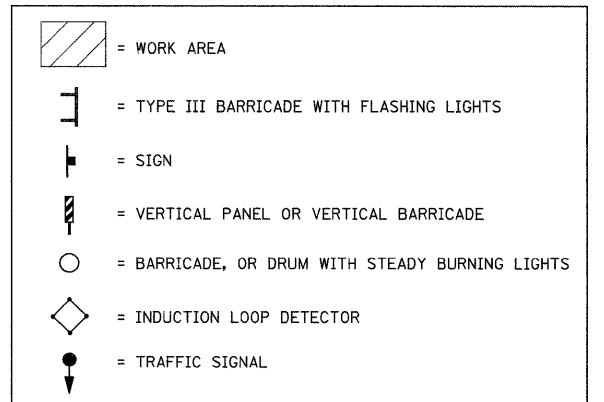 = WORK AREA
= TYPE III BARRICADE WITH FLASHING LIGHTS
= SIGN
= VERTICAL PANEL OR VERTICAL BARRICADE
= BARRICADE, OR DRUM WITH STEADY BURNING LIGHTS
= INDUCTION LOOP DETECTOR
= TRAFFIC SIGNAL